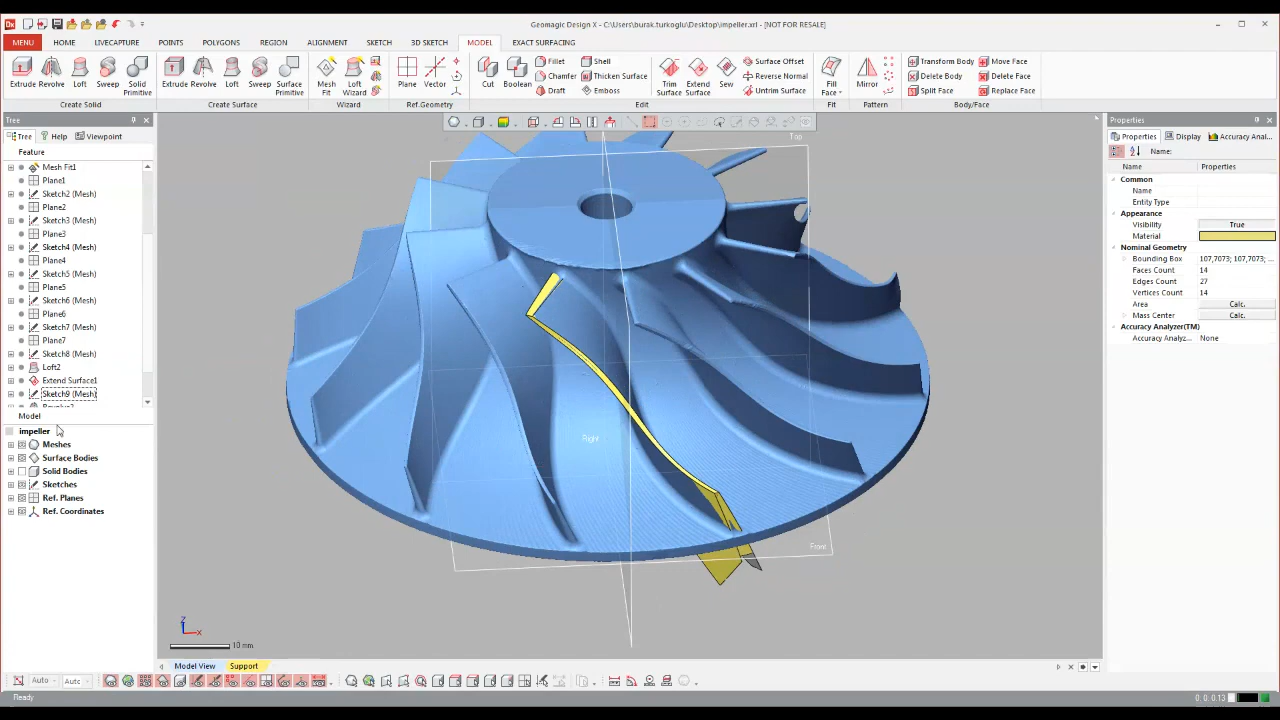 Geomagic Design X - C:\Users\burak.turkoglu\Desktop\impeller.xrl - [NOT FOR RESALE]
MENU HOME LIVECAPTURE POINTS POLYGONS REGION ALIGNMENT SKETCH 3D SKETCH MODEL EXACT SURFACING
Extrude Revolve Loft Sweep Solid Primitive
Create Solid
Extrude Revolve Loft Sweep Surface Primitive
Create Surface
Mesh Fit Loft Wizard
Wizard
Plane Vector
Ref.Geometry
Cut Boolean Fillet Chamfer Draft Shell Thicken Surface Emboss Trim Surface Extend Surface Sew Surface Offset Reverse Normal Untrim Surface
Edit
Fill Face
Fit
Mirror
Pattern
Transform Body Delete Body Split Face Move Face Delete Face Replace Face
Body/Face
Tree
Tree Help Viewpoint
Feature
Mesh Fit1
Plane1
Sketch2 (Mesh)
Plane2
Sketch3 (Mesh)
Plane3
Sketch4 (Mesh)
Plane4
Sketch5 (Mesh)
Plane5
Sketch6 (Mesh)
Plane6
Sketch7 (Mesh)
Plane7
Sketch8 (Mesh)
Loft2
Extend Surface1
Sketch9 (Mesh)
Model
impeller
Meshes
Surface Bodies
Solid Bodies
Sketches
Ref. Planes
Ref. Coordinates
Top
Right
Front
Z
X
10 mm
Model View Support
Auto Auto
Ready
0: 0: 0.13
Properties
Properties Display Accuracy Anal...
Name:
Name Properties
Common
Name
Entity Type
Appearance
Visibility True
Material
Nominal Geometry
Bounding Box 107,7073; 107,7073; ...
Faces Count 14
Edges Count 27
Vertices Count 14
Area Calc.
Mass Center Calc.
Accuracy Analyzer(TM)
Accuracy Analyz... None